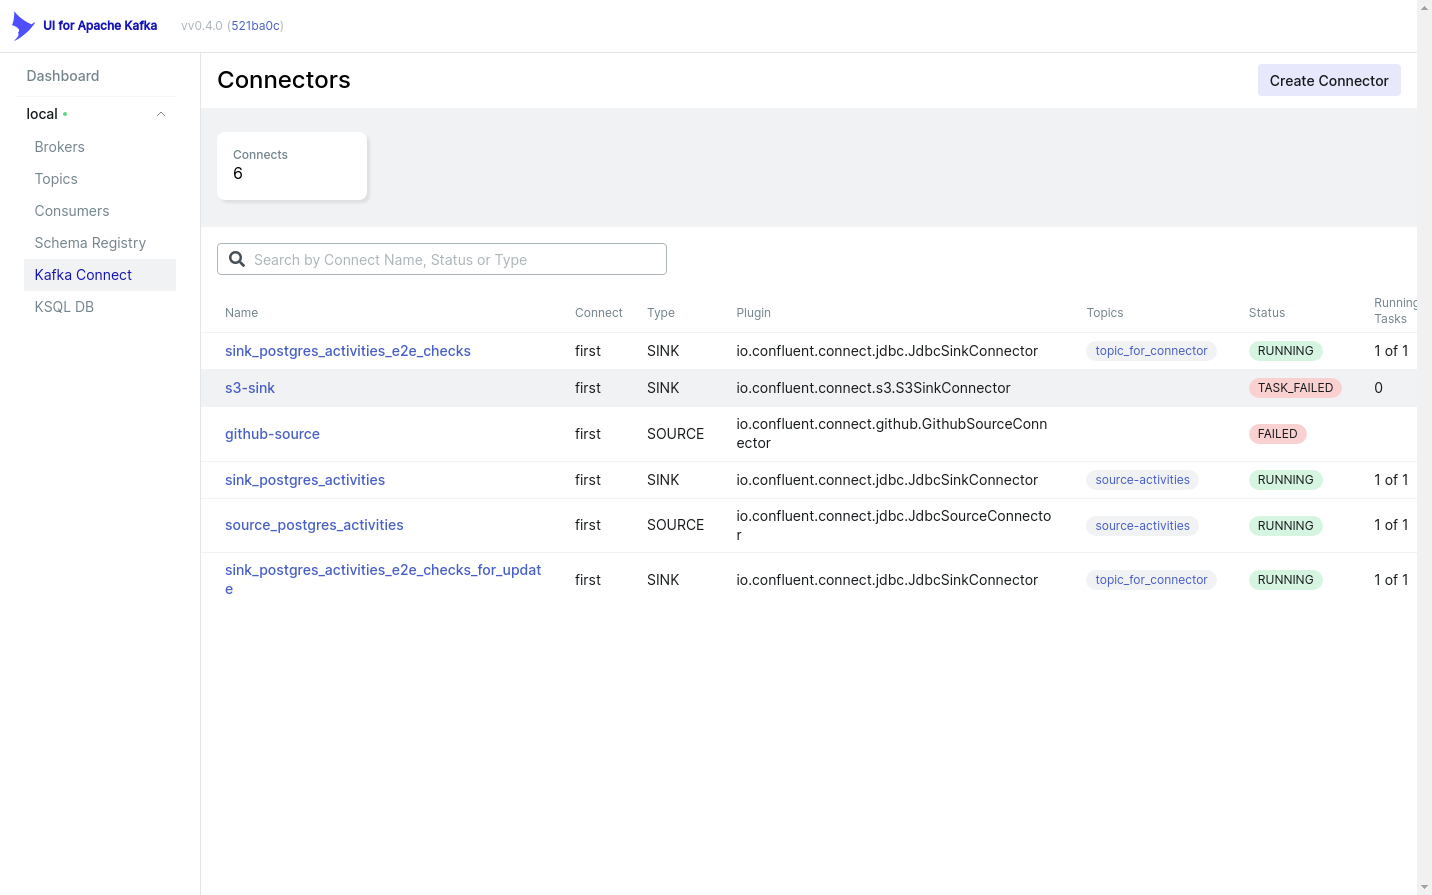 UI for Apache Kafka vv0.4.0 (521ba0c)
Dashboard
local
Brokers
Topics
Consumers
Schema Registry
Kafka Connect
KSQL DB
Connectors
Create Connector
Connects
6
Search by Connect Name, Status or Type
Name Connect Type Plugin Topics Status Running
Tasks
sink_postgres_activities_e2e_checks first SINK io.confluent.connect.jdbc.JdbcSinkConnector topic_for_connector RUNNING 1 of 1
s3-sink first SINK io.confluent.connect.s3.S3SinkConnector TASK_FAILED 0
github-source first SOURCE io.confluent.connect.github.GithubSourceConn FAILED
ector
sink_postgres_activities first SINK io.confluent.connect.jdbc.JdbcSinkConnector source-activities RUNNING 1 of 1
source_postgres_activities first SOURCE io.confluent.connect.jdbc.JdbcSourceConnecto source-activities RUNNING 1 of 1
r
sink_postgres_activities_e2e_checks_for_updat first SINK io.confluent.connect.jdbc.JdbcSinkConnector topic_for_connector RUNNING 1 of 1
e